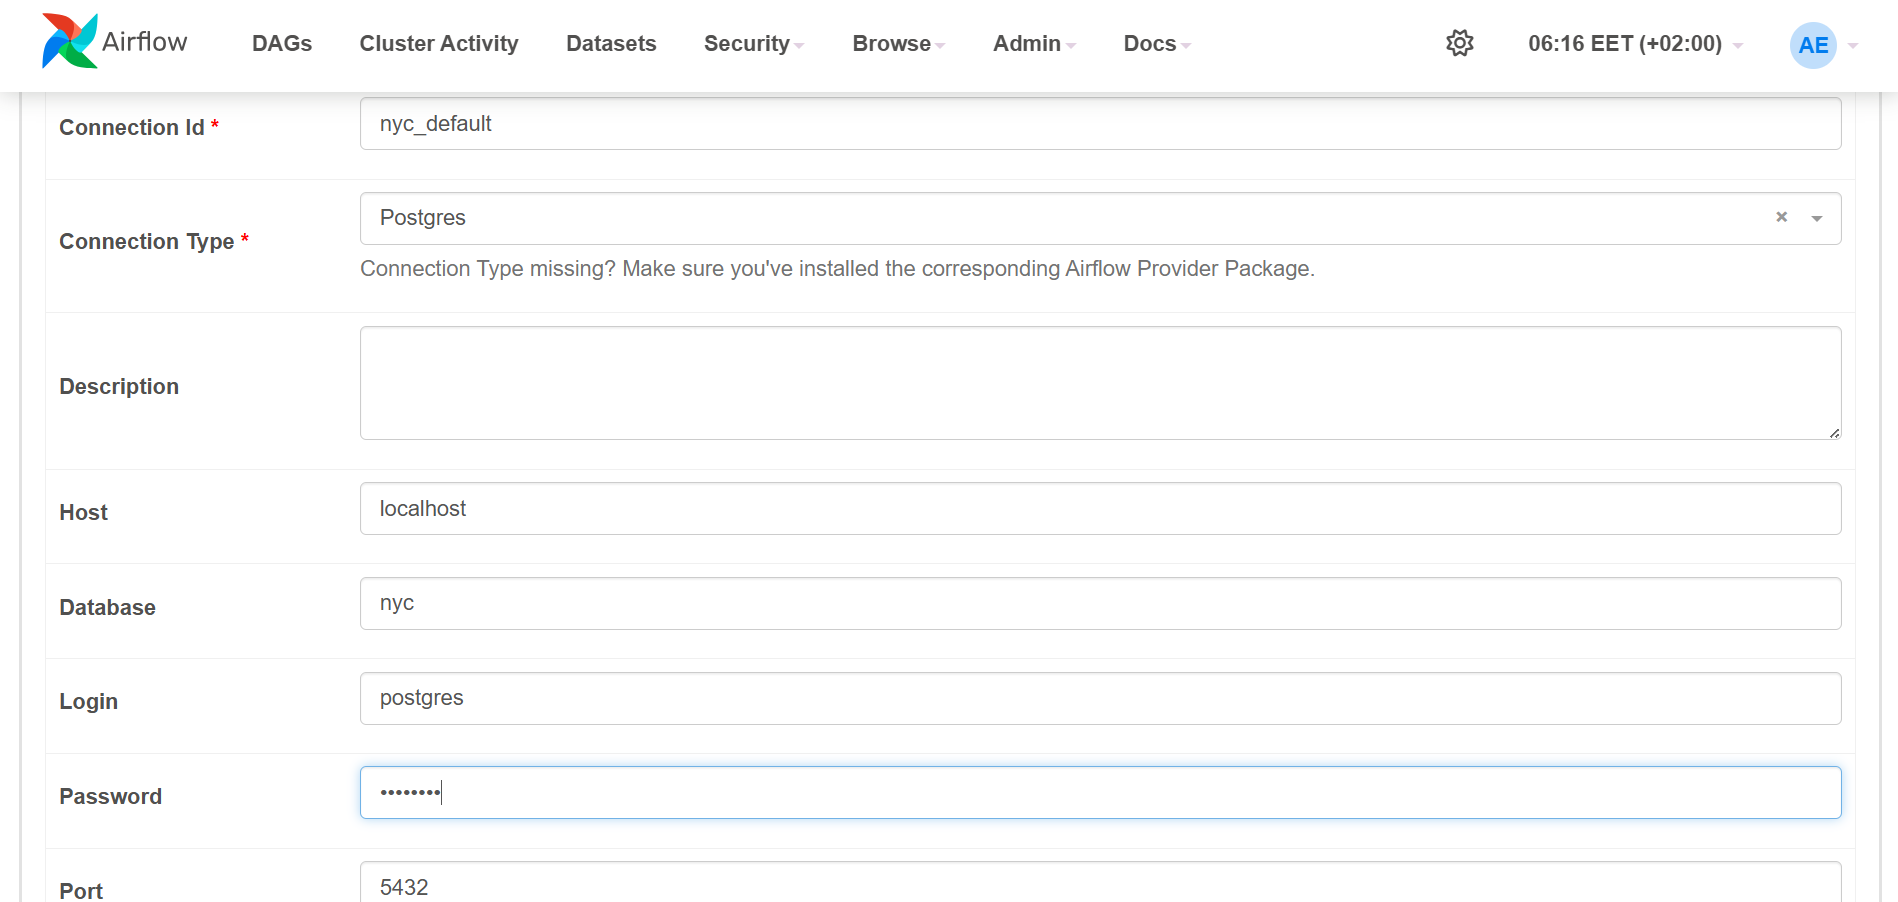 Airflow DAGs Cluster Activity Datasets Security Browse Admin Docs 06:16 EET (+02:00) AE
Connection Id * nyc_default
Connection Type * Postgres ×
Connection Type missing? Make sure you've installed the corresponding Airflow Provider Package.
Description
Host localhost
Database nyc
Login postgres
Password ••••••••
Port 5432